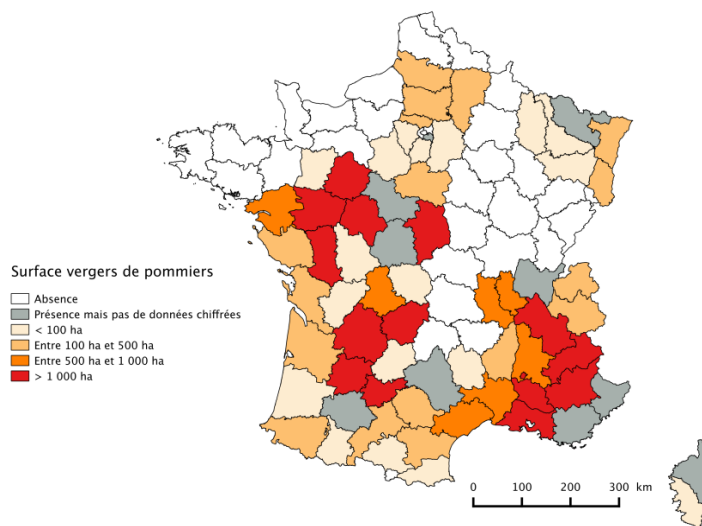 Surface vergers de pommiers
Absence
Présence mais pas de données chiffrées
< 100 ha
Entre 100 ha et 500 ha
Entre 500 ha et 1 000 ha
> 1 000 ha
0 100 200 300 km